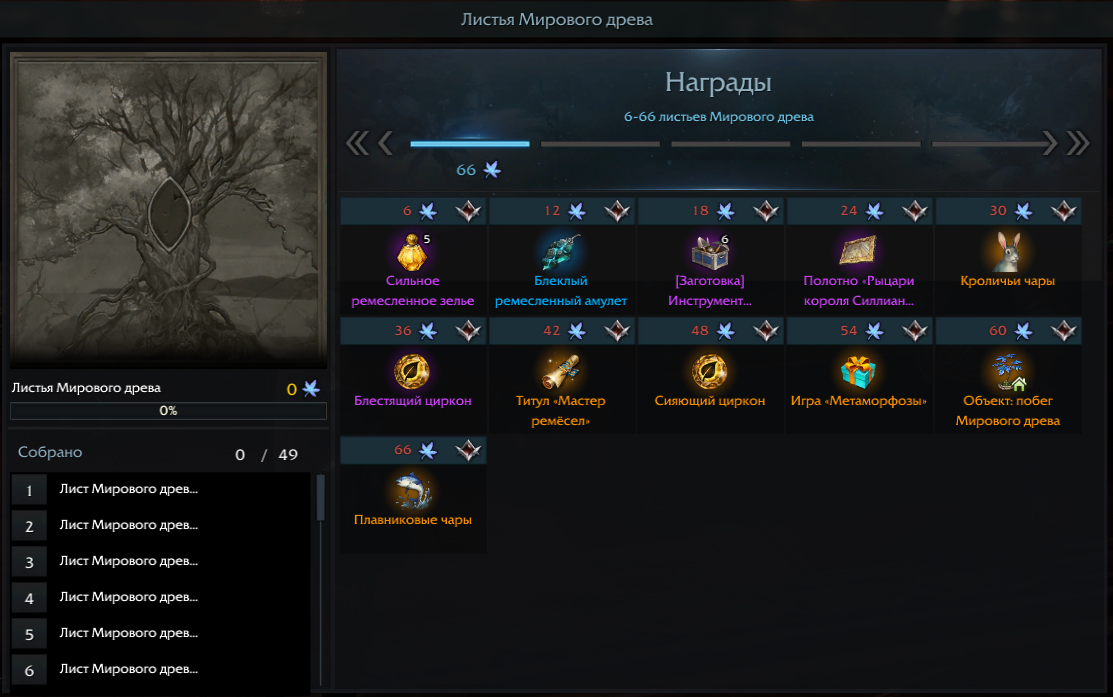 Листья Мирового древа
Награды
6-66 листьев Мирового древа
66
6
12
18
24
30
5
6
Сильное
ремесленное зелье
Блеклый
ремесленный амулет
[Заготовка]
Инструмент...
Полотно «Рыцари
короля Силлиан...
Кроличьи чары
36
42
48
54
60
Блестящий циркон
Титул «Мастер
ремёсел»
Сияющий циркон
Игра «Метаморфозы»
Объект: побег
Мирового древа
66
Плавниковые чары
Листья Мирового древа 0
0%
Собрано 0 / 49
1 Лист Мирового древ...
2 Лист Мирового древ...
3 Лист Мирового древ...
4 Лист Мирового древ...
5 Лист Мирового древ...
6 Лист Мирового древ...